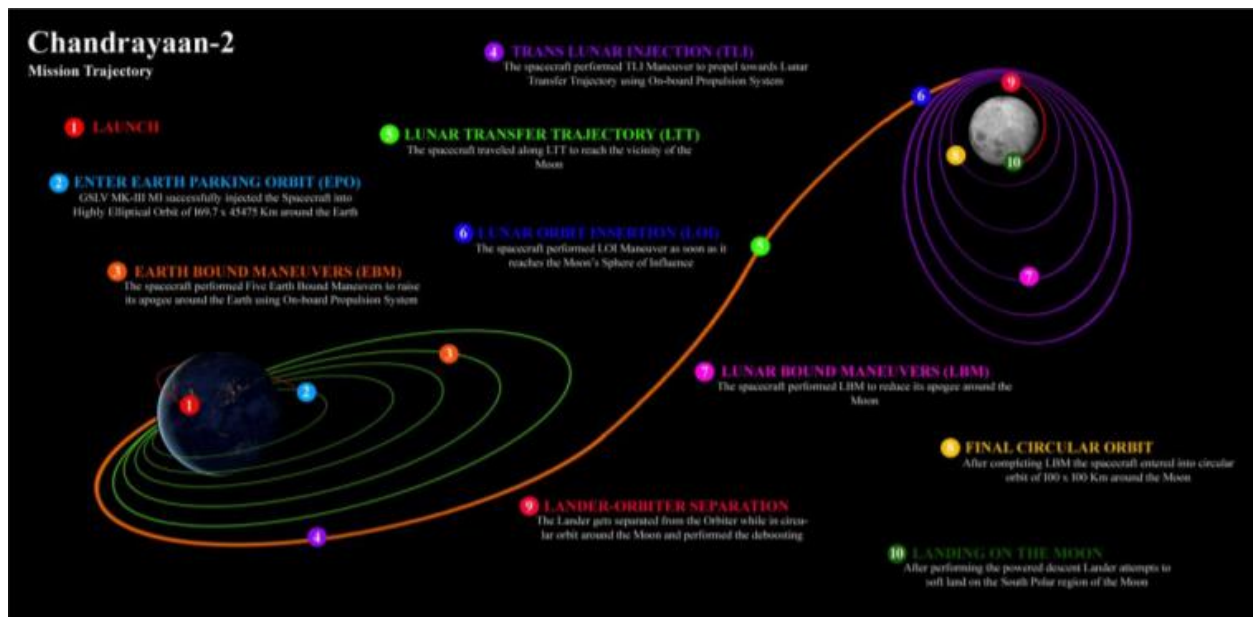 Chandrayaan-2
Mission Trajectory
4 TRANS LUNAR INJECTION (TLI)
The spacecraft performed TLI Maneuver to propel towards Lunar
Transfer Trajectory using On-board Propulsion System
1 LAUNCH
5 LUNAR TRANSFER TRAJECTORY (LTT)
The spacecraft traveled along LTT to reach the vicinity of the
Moon
2 ENTER EARTH PARKING ORBIT (EPO)
GSLV MK-III M1 successfully injected the Spacecraft into
Highly Elliptical Orbit of 169.7 x 45475 Km around the Earth
6 LUNAR ORBIT INSERTION (LOI)
The spacecraft performed LOI Maneuver as soon as it
reaches the Moon's Sphere of Influence
3 EARTH BOUND MANEUVERS (EBM)
The spacecraft performed Five Earth Bound Maneuvers to raise
its apogee around the Earth using On-board Propulsion System
7 LUNAR BOUND MANEUVERS (LBM)
The spacecraft performed LBM to reduce its apogee around the
Moon
8 FINAL CIRCULAR ORBIT
After completing LBM the spacecraft entered into circular
orbit of 100 x 100 Km around the Moon
9 LANDER-ORBITER SEPARATION
The Lander gets separated from the Orbiter while in circu-
lar orbit around the Moon and performed the deboosting
10 LANDING ON THE MOON
After performing the powered descent Lander attempts to
soft land on the South Polar region of the Moon
1
2
3
4
5
6
7
8
9
10